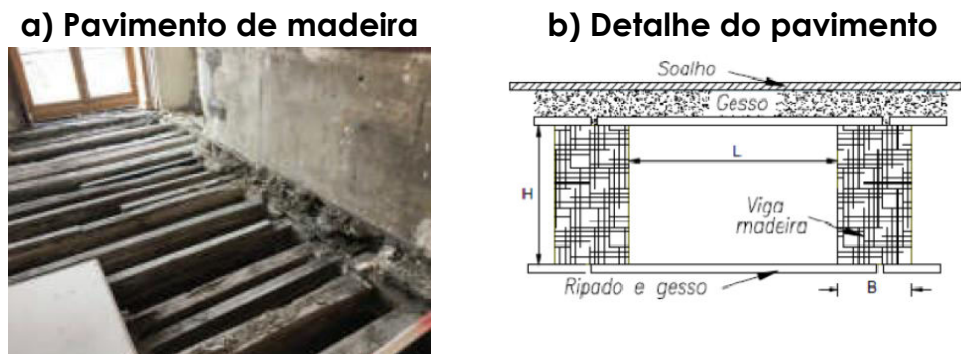 a) Pavimento de madeira
b) Detalhe do pavimento
Soalho
Gesso
L
H
Viga
madeira
Ripado e gesso
B